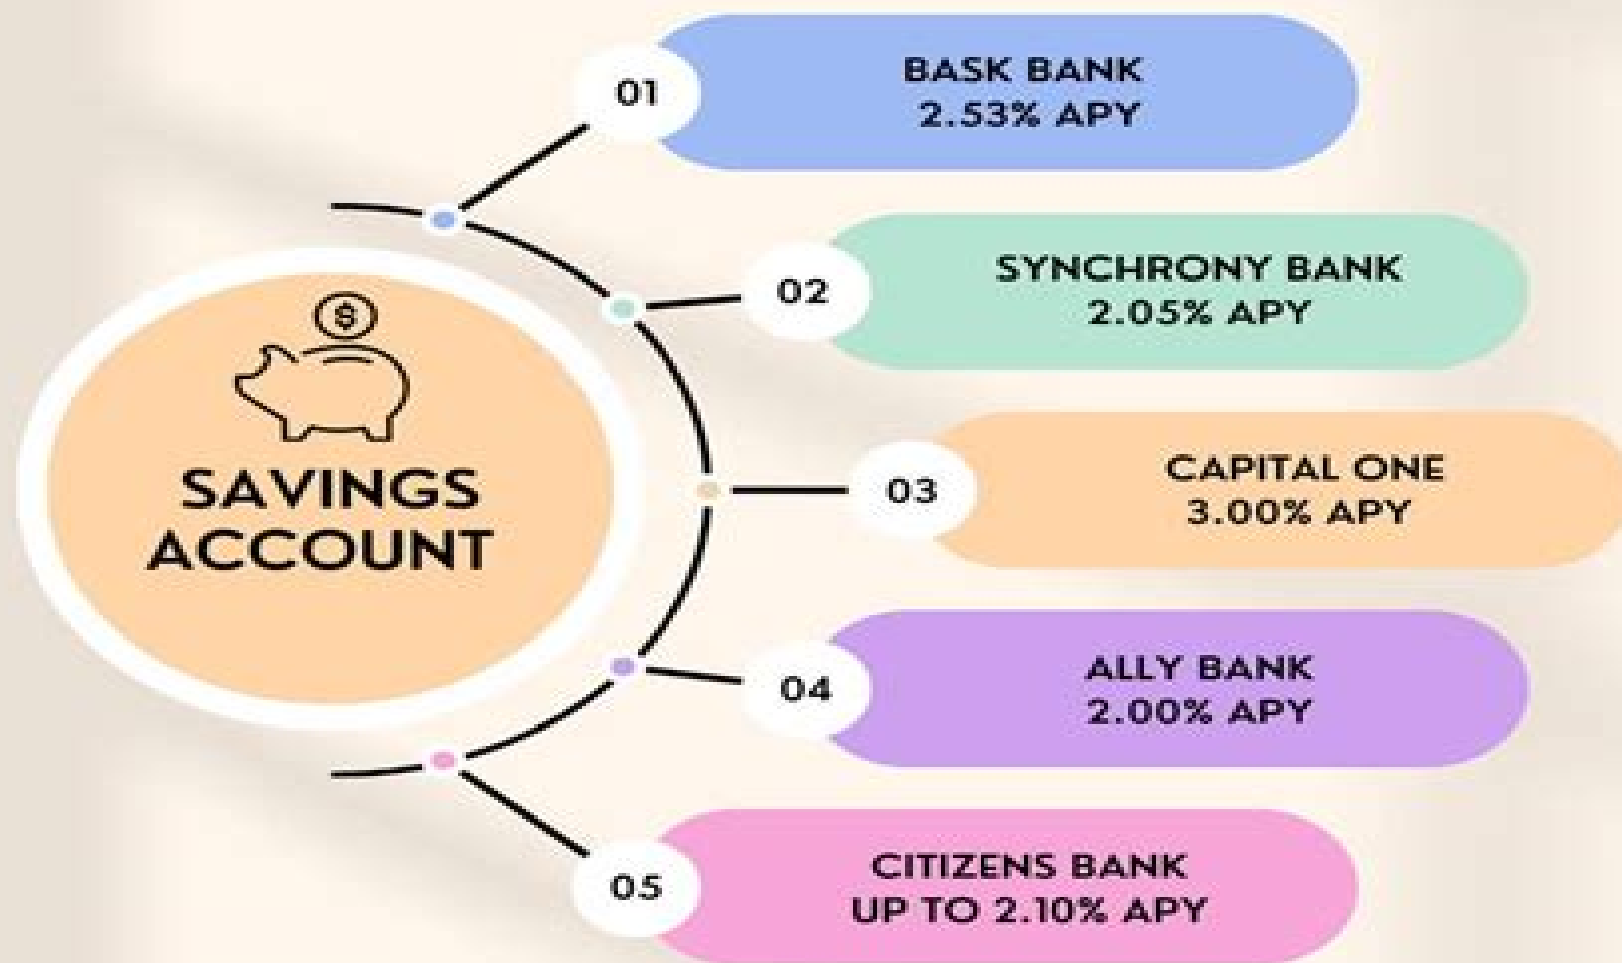 01
BASK BANK
2.53% APY
02
SYNCHRONY BANK
2.05% APY
$
SAVINGS
ACCOUNT
03
CAPITAL ONE
3.00% APY
04
ALLY BANK
2.00% APY
05
CITIZENS BANK
UP TO 2.10% APY